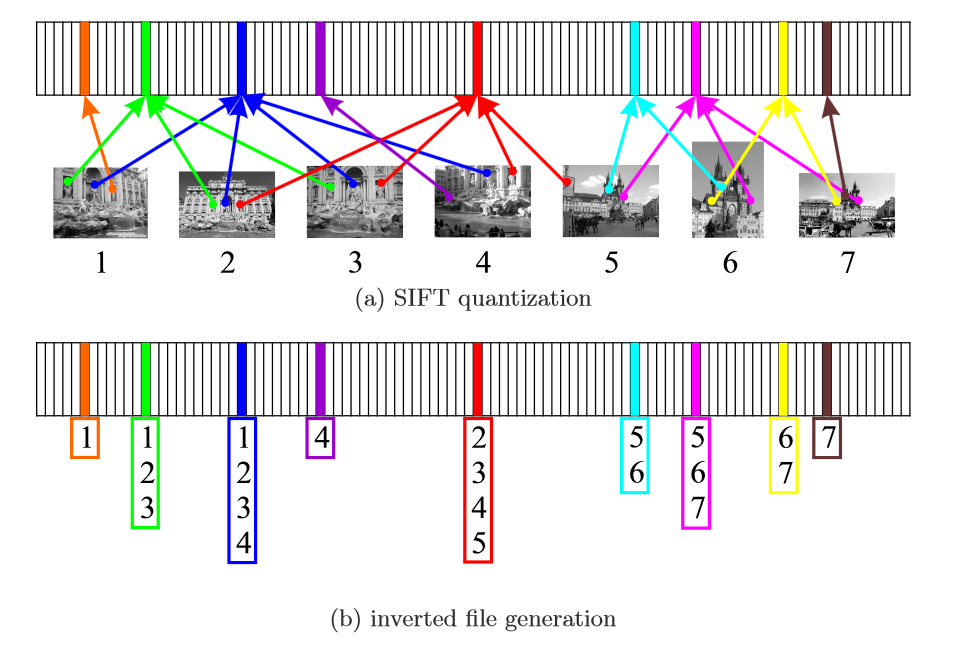 1 2 3 4 5 6 7
(a) SIFT quantization
1 1 1 4 2 5 5 6 7
2 2 3 6 6 7
3 3 4 7
4 5
(b) inverted file generation